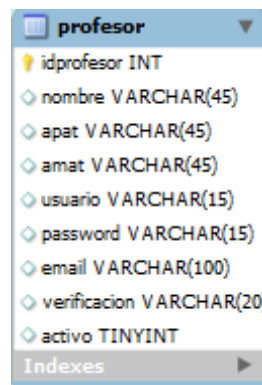 profesor
idprofesor INT
nombre VARCHAR(45)
apat VARCHAR(45)
amat VARCHAR(45)
usuario VARCHAR(15)
password VARCHAR(15)
email VARCHAR(100)
verificacion VARCHAR(20
activo TINYINT
Indexes